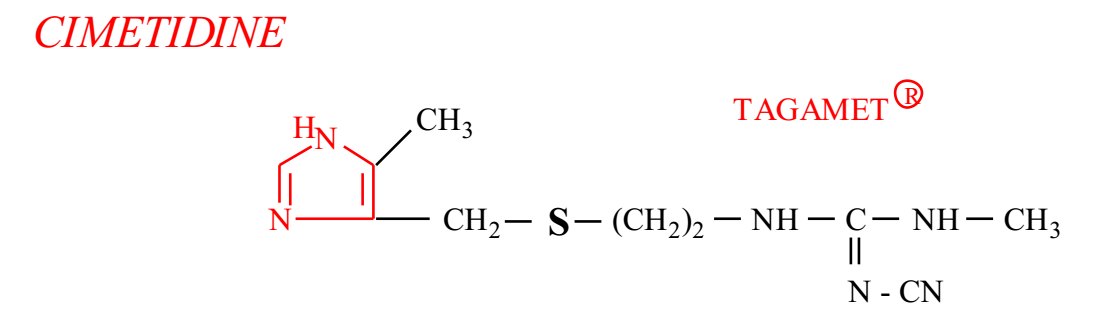 CIMETIDINE
TAGAMET ®
CH₃
HN
N
CH₂ — S — (CH₂)₂ — NH — C — NH — CH₃
N - CN